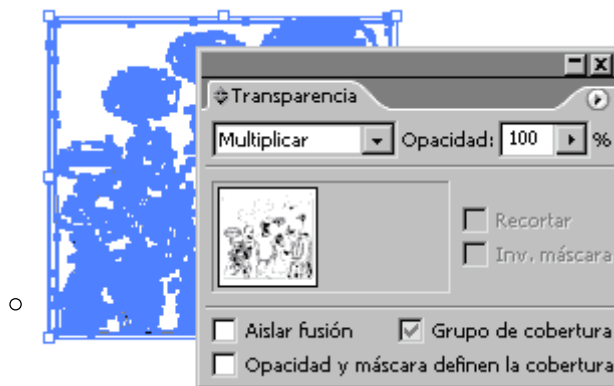 Transparencia
Multiplicar Opacidad: 100 %
Recortar
Inv. máscara
Aislar fusión Grupo de cobertura
Opacidad y máscara definen la cobertura